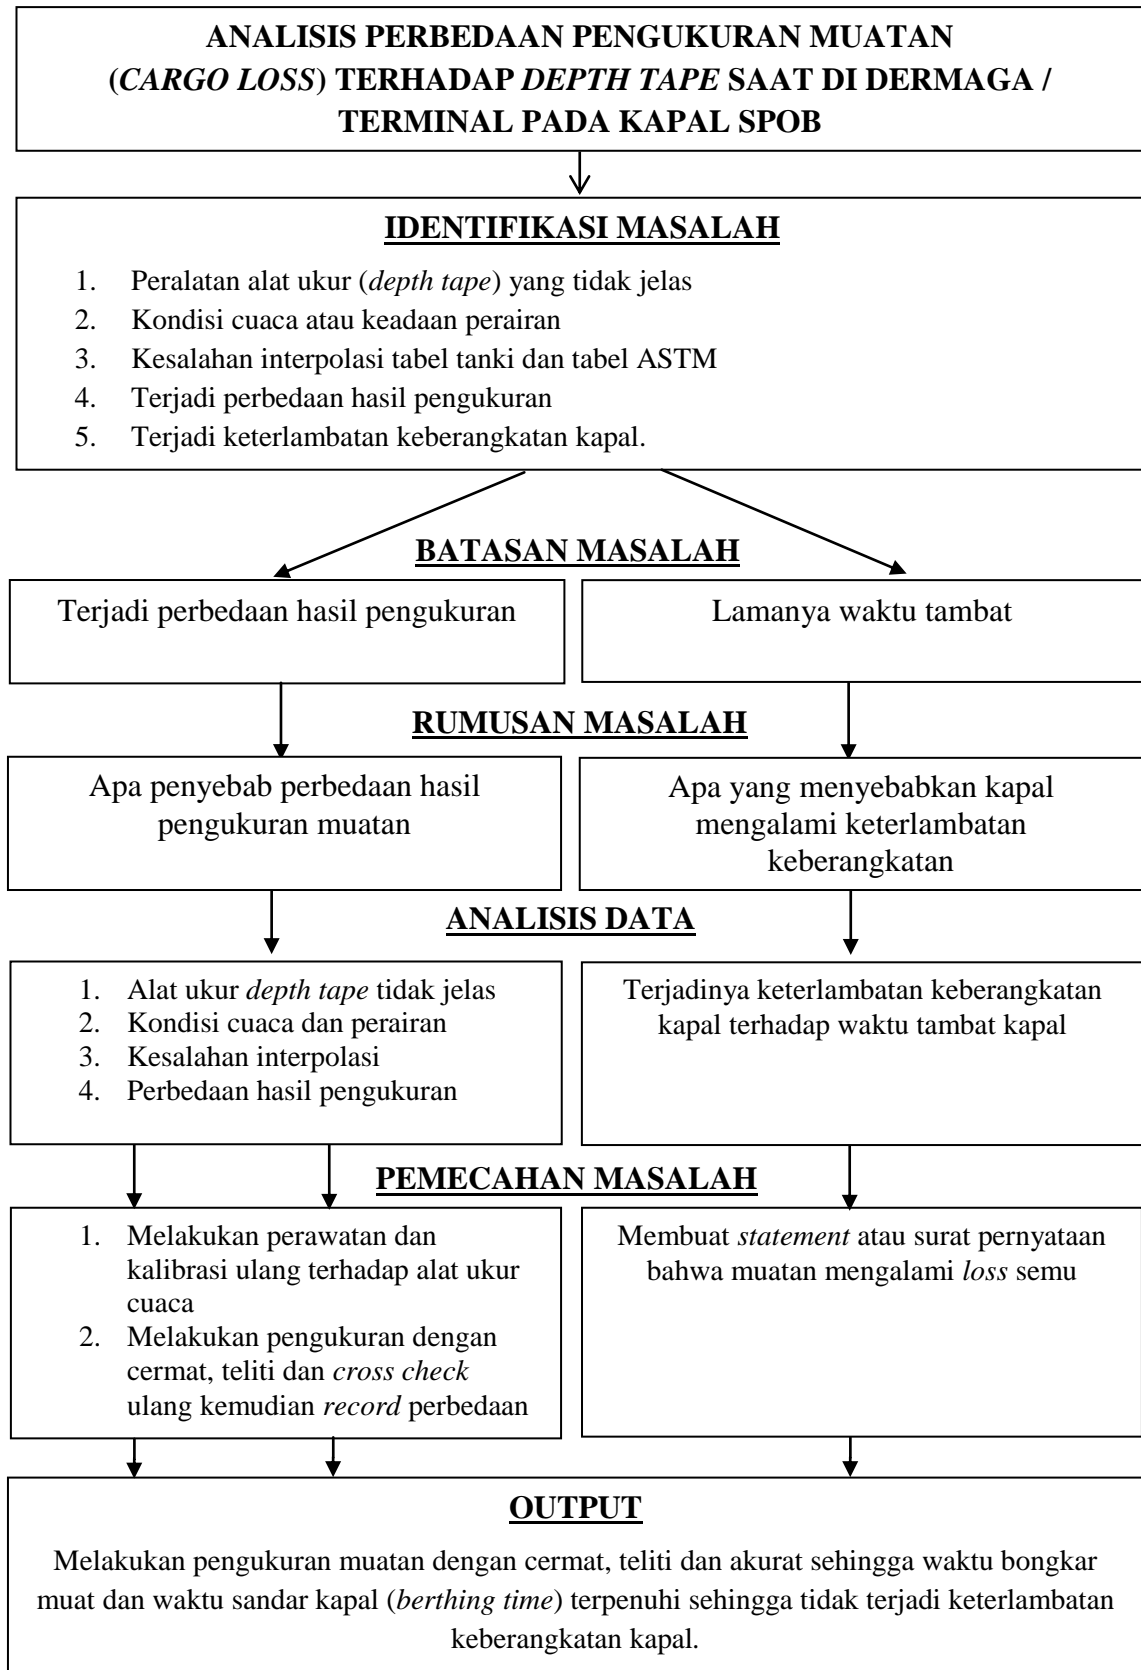 ANALISIS PERBEDAAN PENGUKURAN MUATAN
(CARGO LOSS) TERHADAP DEPTH TAPE SAAT DI DERMAGA /
TERMINAL PADA KAPAL SPOB
IDENTIFIKASI MASALAH
1. Peralatan alat ukur (depth tape) yang tidak jelas
2. Kondisi cuaca atau keadaan perairan
3. Kesalahan interpolasi tabel tanki dan tabel ASTM
4. Terjadi perbedaan hasil pengukuran
5. Terjadi keterlambatan keberangkatan kapal.
BATASAN MASALAH
Terjadi perbedaan hasil pengukuran
Lamanya waktu tambat
RUMUSAN MASALAH
Apa penyebab perbedaan hasil
pengukuran muatan
Apa yang menyebabkan kapal
mengalami keterlambatan
keberangkatan
ANALISIS DATA
1. Alat ukur depth tape tidak jelas
2. Kondisi cuaca dan perairan
3. Kesalahan interpolasi
4. Perbedaan hasil pengukuran
Terjadinya keterlambatan keberangkatan
kapal terhadap waktu tambat kapal
PEMECAHAN MASALAH
1. Melakukan perawatan dan
kalibrasi ulang terhadap alat ukur
cuaca
2. Melakukan pengukuran dengan
cermat, teliti dan cross check
ulang kemudian record perbedaan
Membuat statement atau surat pernyataan
bahwa muatan mengalami loss semu
OUTPUT
Melakukan pengukuran muatan dengan cermat, teliti dan akurat sehingga waktu bongkar
muat dan waktu sandar kapal (berthing time) terpenuhi sehingga tidak terjadi keterlambatan
keberangkatan kapal.